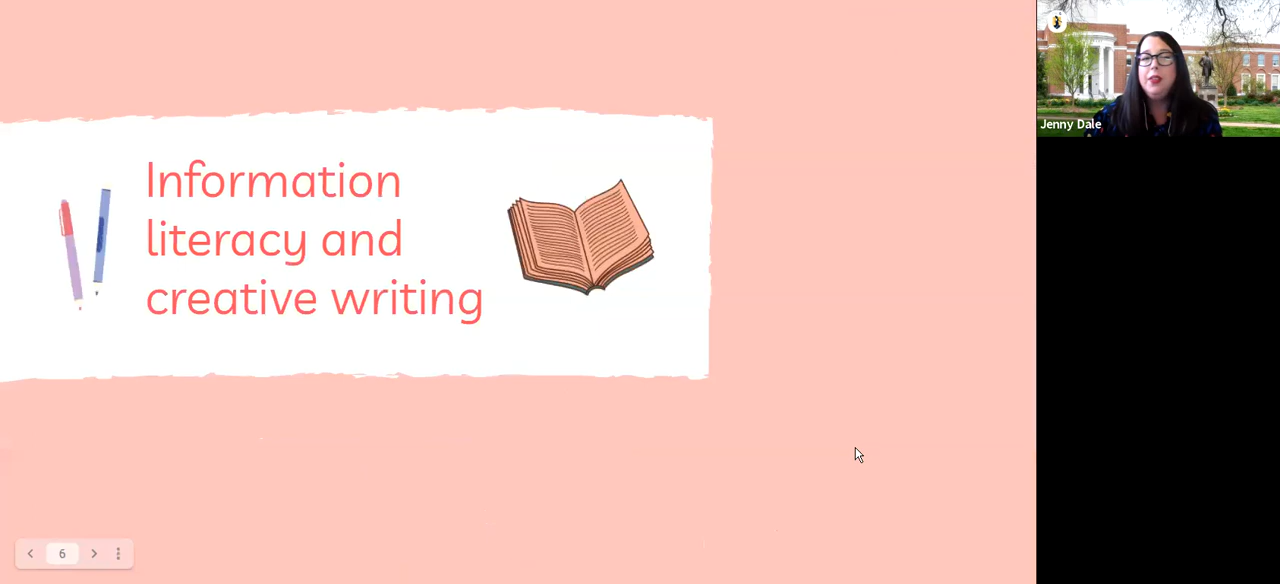 Information
literacy and
creative writing
Jenny Dale
6